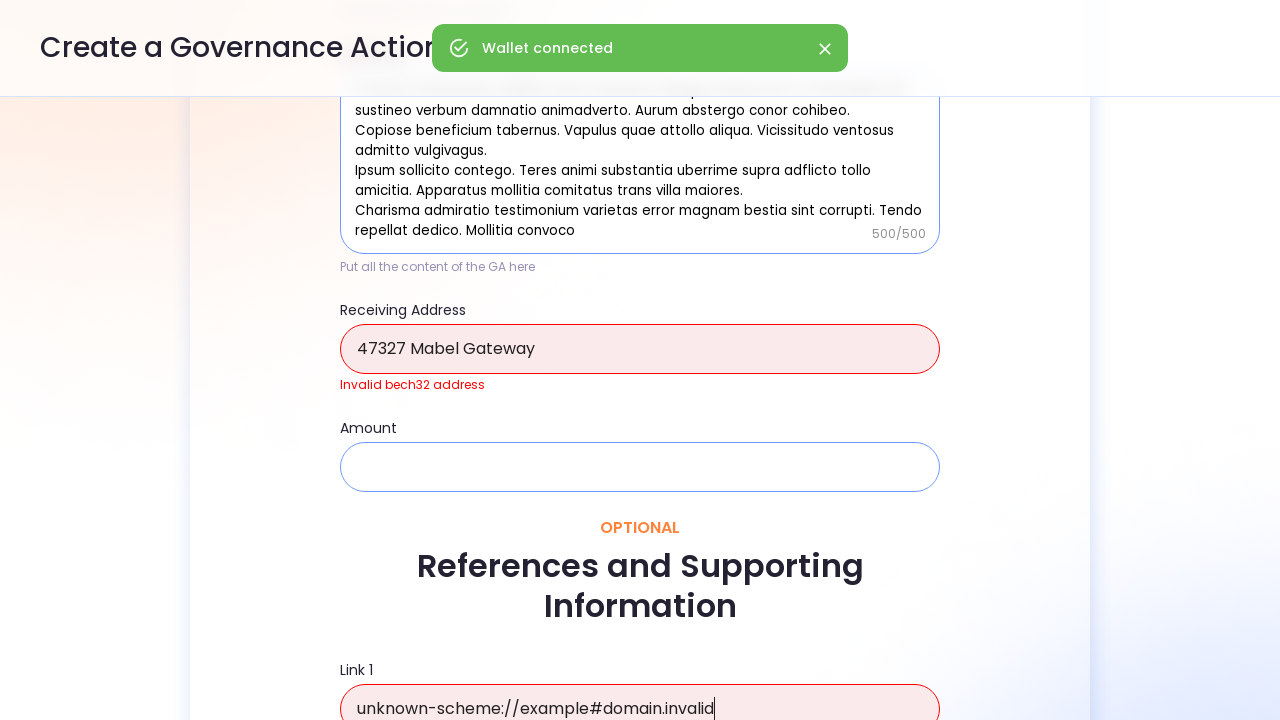 Create a Governance Action
Wallet connected
sustineo verbum damnatio animadverto. Aurum abstergo conor cohibeo.
Copiose beneficium tabernus. Vapulus quae attollo aliqua. Vicissitudo ventosus
admitto vulgivagus.
Ipsum sollicito contego. Teres animi substantia uberrime supra adflicto tollo
amicitia. Apparatus mollitia comitatus trans villa maiores.
Charisma admiratio testimonium varietas error magnam bestia sint corrupti. Tendo
repellat dedico. Mollitia convoco
500/500
Put all the content of the GA here
Receiving Address
47327 Mabel Gateway
Invalid bech32 address
Amount
OPTIONAL
References and Supporting
Information
Link 1
unknown-scheme://example#domain.invalid